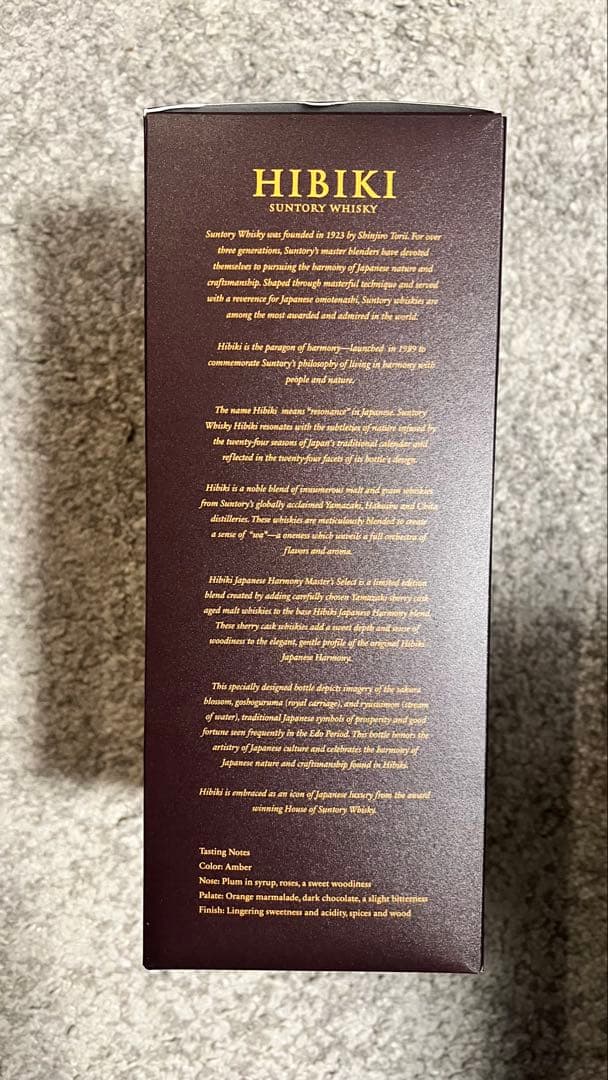 HIBIKI
SUNTORY WHISKY
Suntory Whisky was founded in 1923 by Shinjiro Torii. For over
three generations, Suntory's master blenders have devoted
themselves to pursuing the harmony of Japanese nature and
craftsmanship. Shaped through masterful technique and served
with a reverence for Japanese omotenashi, Suntory whiskies are
among the most awarded and admired in the world.
Hibiki is the paragon of harmony—launched in 1989 to
commemorate Suntory's philosophy of living in harmony with
people and nature.
The name Hibiki means "resonance" in Japanese. Suntory
Whisky Hibiki resonates with the subtleties of nature infused by
the twenty-four seasons of Japan's traditional calendar and
reflected in the twenty-four facets of its bottle's design.
Hibiki is a noble blend of innumerous malt and grain whiskies
from Suntory's globally acclaimed Yamazaki, Hakushu and Chita
distilleries. These whiskies are meticulously blended to create
a sense of "wa"—a oneness which unveils a full orchestra of
flavors and aroma.
Hibiki Japanese Harmony Master's Select is a limited edition
blend created by adding carefully chosen Yamazaki sherry cask
aged malt whiskies to the base Hibiki Japanese Harmony blend.
These sherry cask whiskies add a sweet depth and sense of
woodiness to the elegant, gentle profile of the original Hibiki
Japanese Harmony.
This specially designed bottle depicts imagery of the sakura
blossom, goshoguruma (royal carriage), and ryusuimon (stream
of water), traditional Japanese symbols of prosperity and good
fortune seen frequently in the Edo Period. This bottle honors the
artistry of Japanese culture and celebrates the harmony of
Japanese nature and craftsmanship found in Hibiki.
Hibiki is embraced as an icon of Japanese luxury from the award
winning House of Suntory Whisky.
Tasting Notes
Color: Amber
Nose: Plum in syrup, roses, a sweet woodiness
Palate: Orange marmalade, dark chocolate, a slight bitterness
Finish: Lingering sweetness and acidity, spices and wood